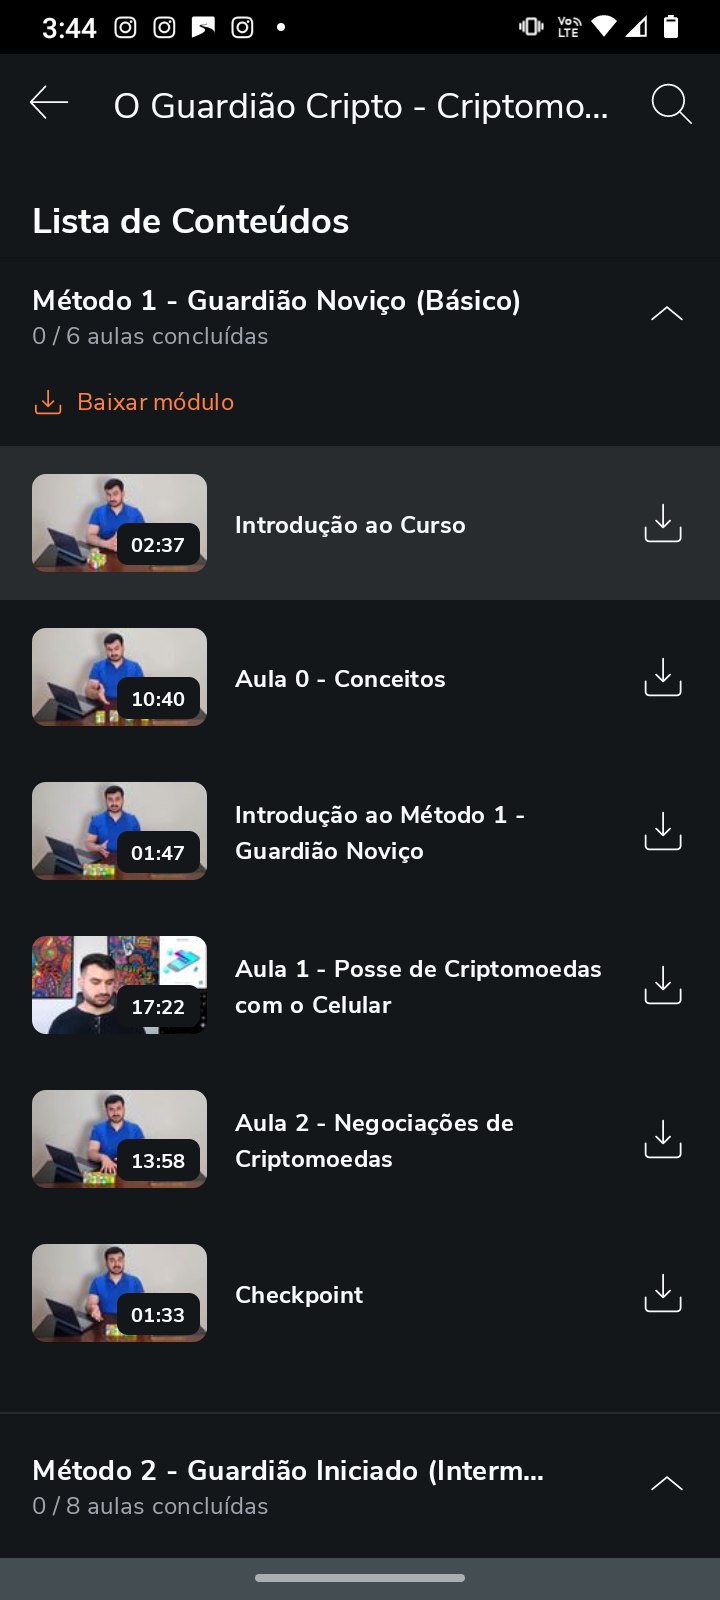 3:44
Vo
LTE
O Guardião Cripto - Criptomo...
Lista de Conteúdos
Método 1 - Guardião Noviço (Básico)
0 / 6 aulas concluídas
Baixar módulo
02:37
Introdução ao Curso
10:40
Aula 0 - Conceitos
01:47
Introdução ao Método 1 -
Guardião Noviço
17:22
Aula 1 - Posse de Criptomoedas
com o Celular
13:58
Aula 2 - Negociações de
Criptomoedas
01:33
Checkpoint
Método 2 - Guardião Iniciado (Interm...
0 / 8 aulas concluídas